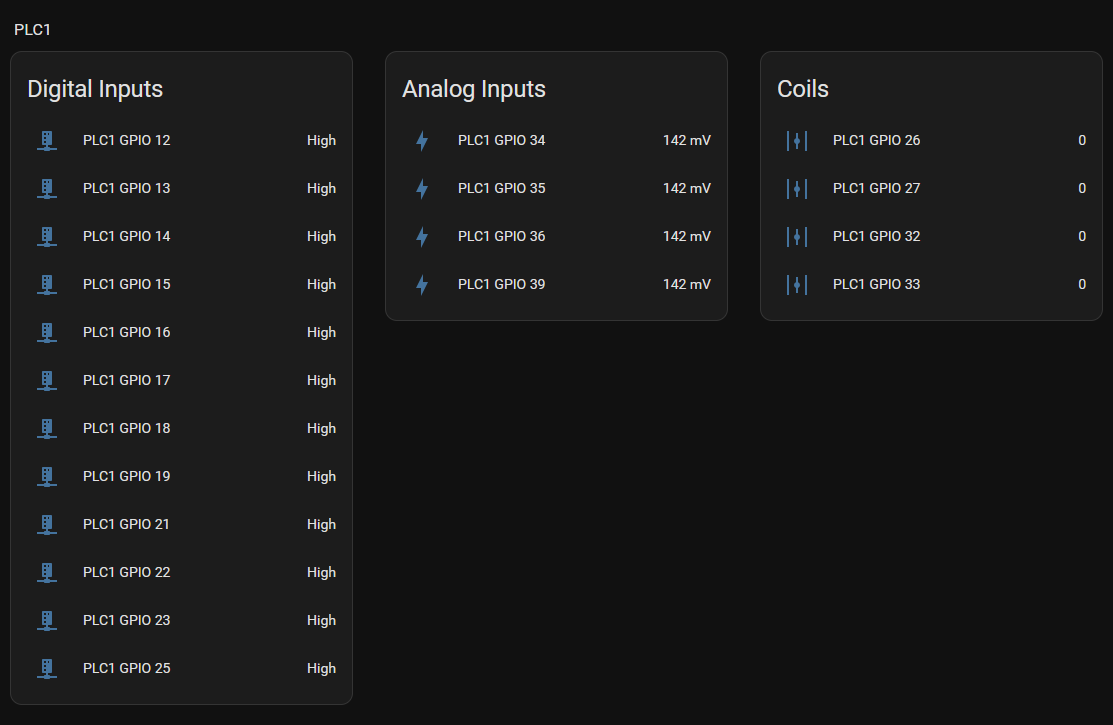 PLC1
Digital Inputs
PLC1 GPIO 12 High
PLC1 GPIO 13 High
PLC1 GPIO 14 High
PLC1 GPIO 15 High
PLC1 GPIO 16 High
PLC1 GPIO 17 High
PLC1 GPIO 18 High
PLC1 GPIO 19 High
PLC1 GPIO 21 High
PLC1 GPIO 22 High
PLC1 GPIO 23 High
PLC1 GPIO 25 High
Analog Inputs
PLC1 GPIO 34 142 mV
PLC1 GPIO 35 142 mV
PLC1 GPIO 36 142 mV
PLC1 GPIO 39 142 mV
Coils
PLC1 GPIO 26 0
PLC1 GPIO 27 0
PLC1 GPIO 32 0
PLC1 GPIO 33 0